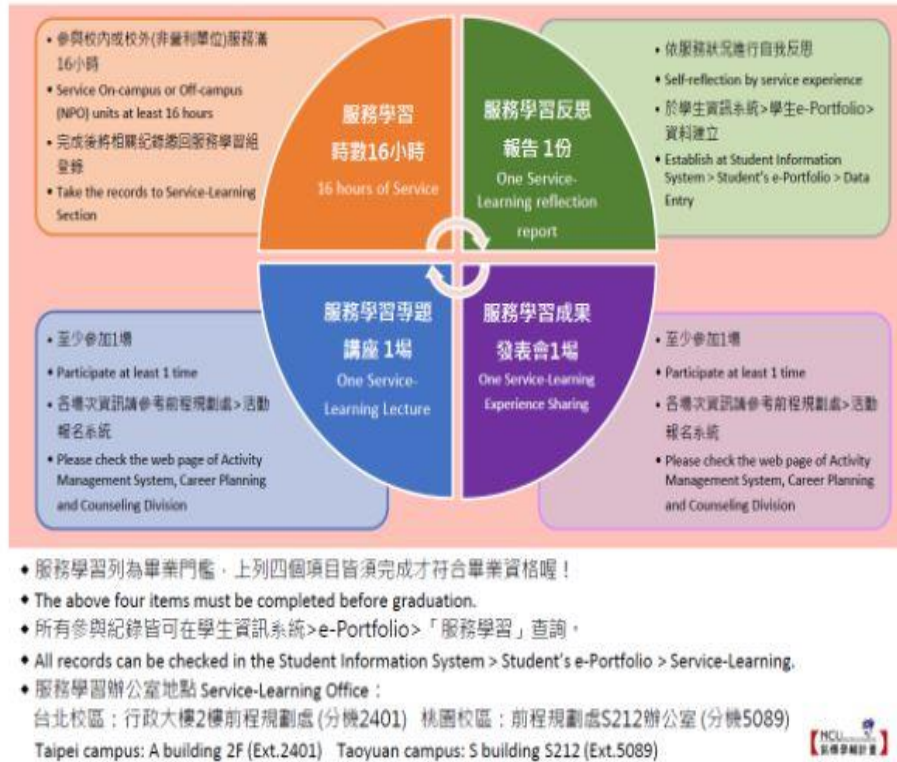 • 參與校內或校外(非營利單位)服務滿
16小時
• Service On-campus or Off-campus
(NPO) units at least 16 hours
• 完成後將相關紀錄繳回服務學習組
登錄
• Take the records to Service-Learning
Section
服務學習
時數16小時
16 hours of Service
服務學習反思
報告 1份
One Service-
Learning reflection
report
• 依服務狀況進行自我反思
• Self-reflection by service experience
• 於學生資訊系統>學生e-Portfolio>
資料建立
• Establish at Student Information
System > Student's e-Portfolio > Data
Entry
• 至少參加1場
• Participate at least 1 time
• 各場次資訊請參考前程規劃處>活動
報名系統
• Please check the web page of Activity
Management System, Career Planning
and Counseling Division
服務學習專題
講座 1場
One Service-
Learning Lecture
服務學習成果
發表會1場
One Service-Learning
Experience Sharing
• 至少參加1場
• Participate at least 1 time
• 各場次資訊請參考前程規劃處>活動
報名系統
• Please check the web page of Activity
Management System, Career Planning
and Counseling Division
◆ 服務學習列為畢業門檻，上列四個項目皆須完成才符合畢業資格喔！
◆ The above four items must be completed before graduation.
◆ 所有參與紀錄皆可在學生資訊系統>e-Portfolio>「服務學習」查詢。
◆ All records can be checked in the Student Information System > Student's e-Portfolio > Service-Learning.
◆ 服務學習辦公室地點 Service-Learning Office：
台北校區：行政大樓2樓前程規劃處 (分機2401) 桃園校區：前程規劃處S212辦公室 (分機5089)
Taipei campus: A building 2F (Ext.2401) Taoyuan campus: S building S212 (Ext.5089)
MCU